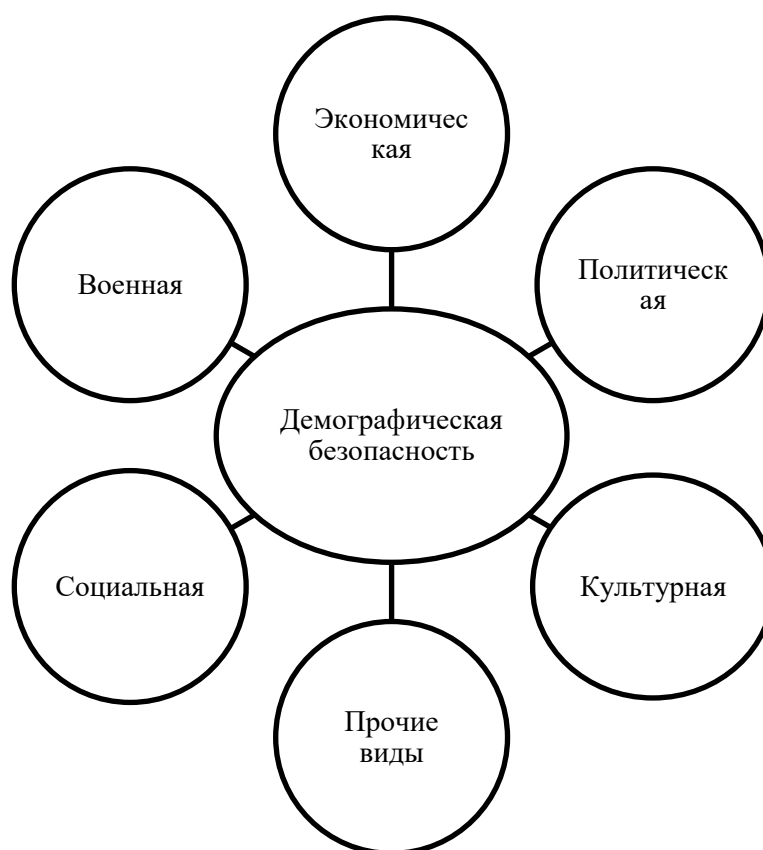 Экономичес
кая
Военная
Политическ
ая
Демографическая
безопасность
Социальная
Культурная
Прочие
виды